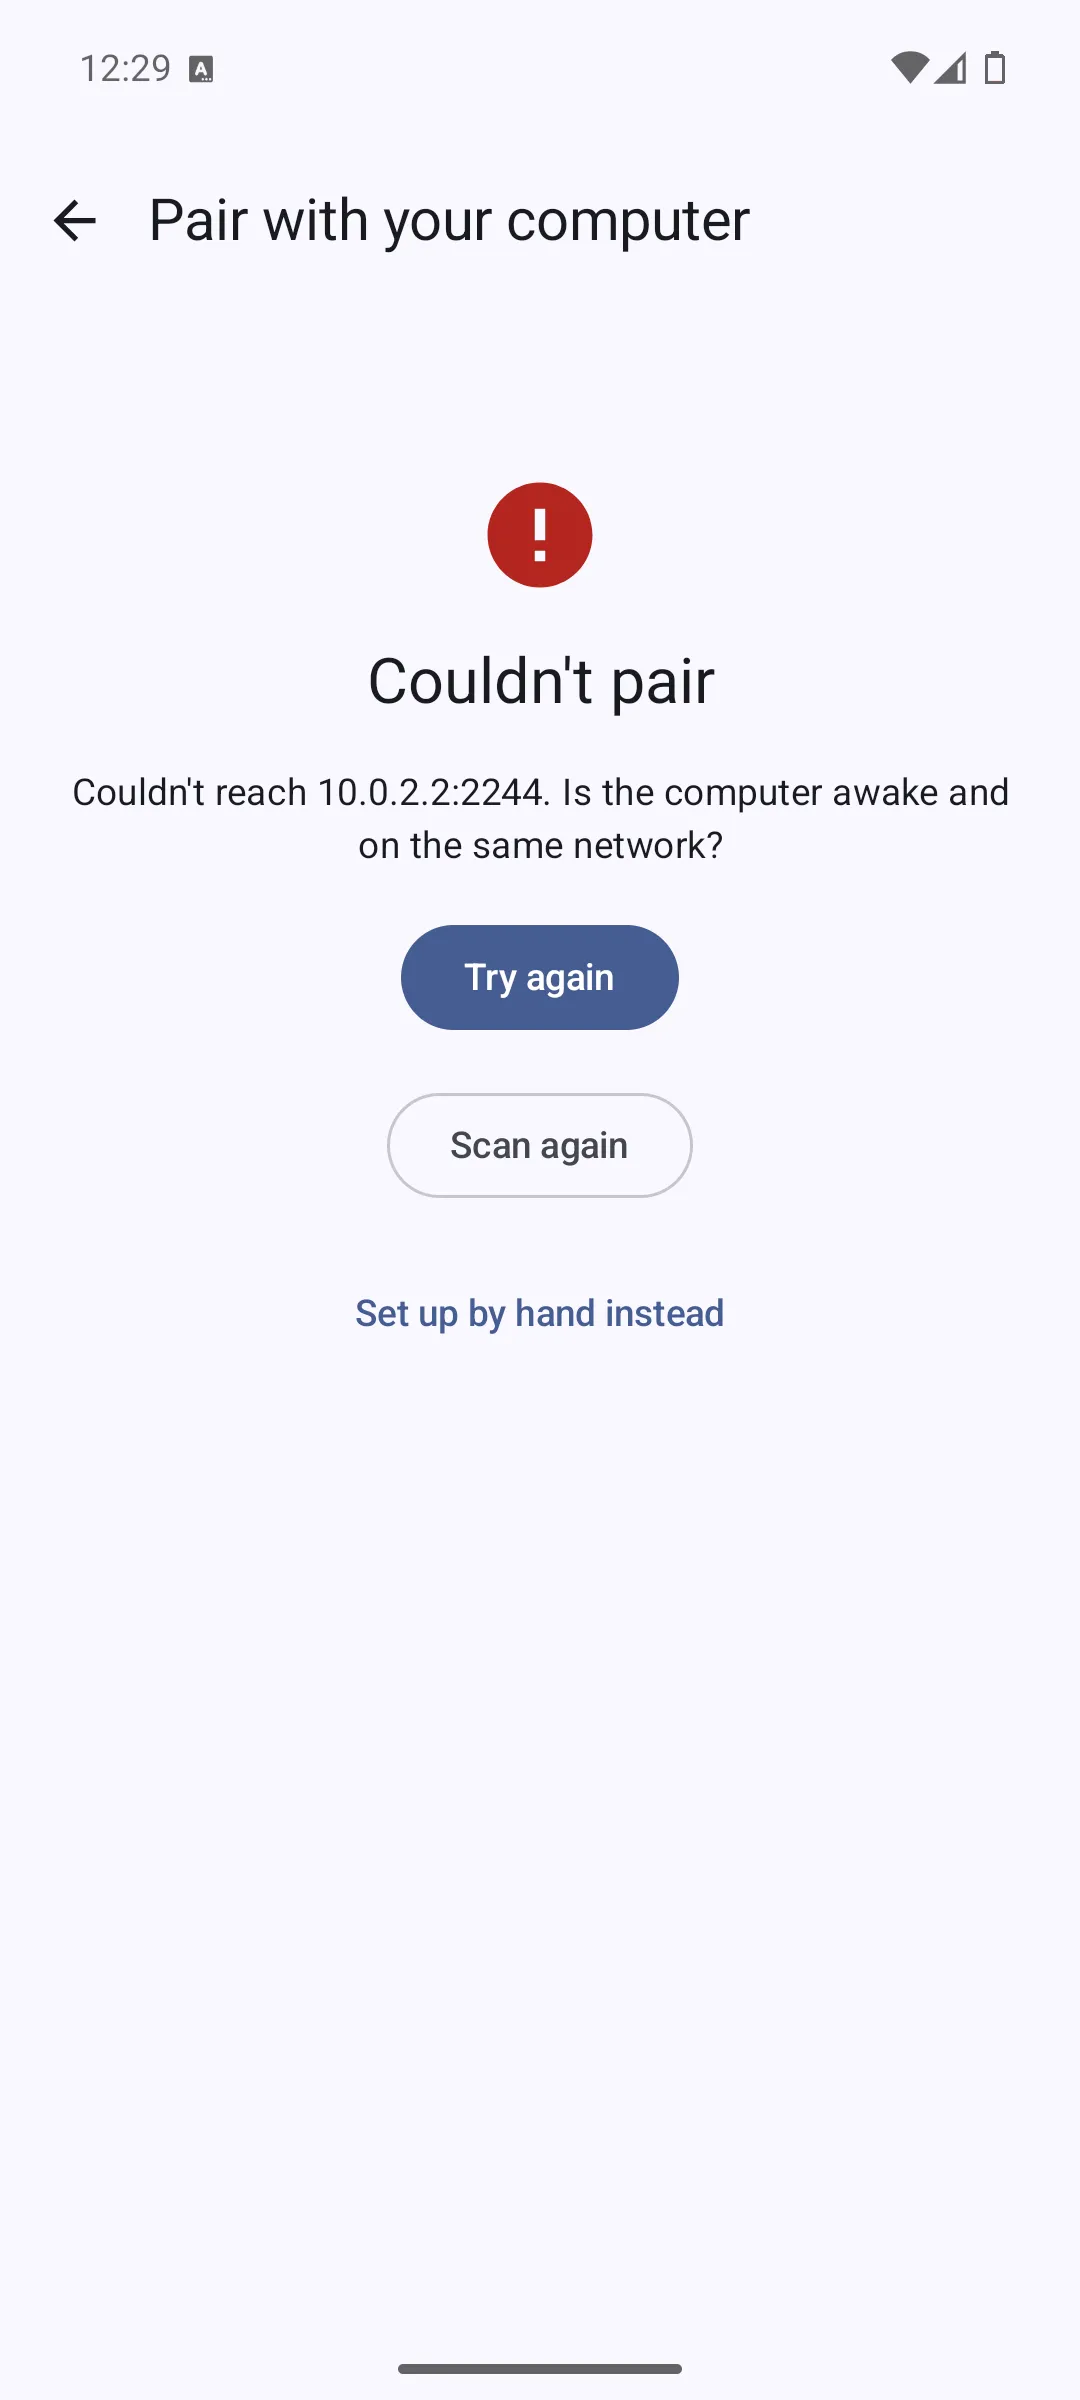 12:29
Pair with your computer
Couldn't pair
Couldn't reach 10.0.2.2:2244. Is the computer awake and
on the same network?
Try again
Scan again
Set up by hand instead